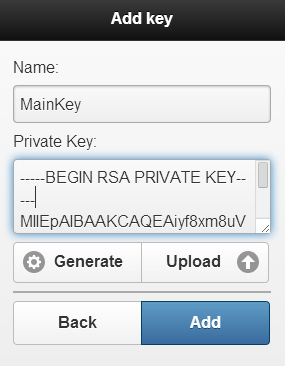 Add key
Name:
MainKey
Private Key:
-----BEGIN RSA PRIVATE KEY--
---
MIIEpAIBAAKCAQEAiyf8xm8uV
Generate
Upload
Back
Add